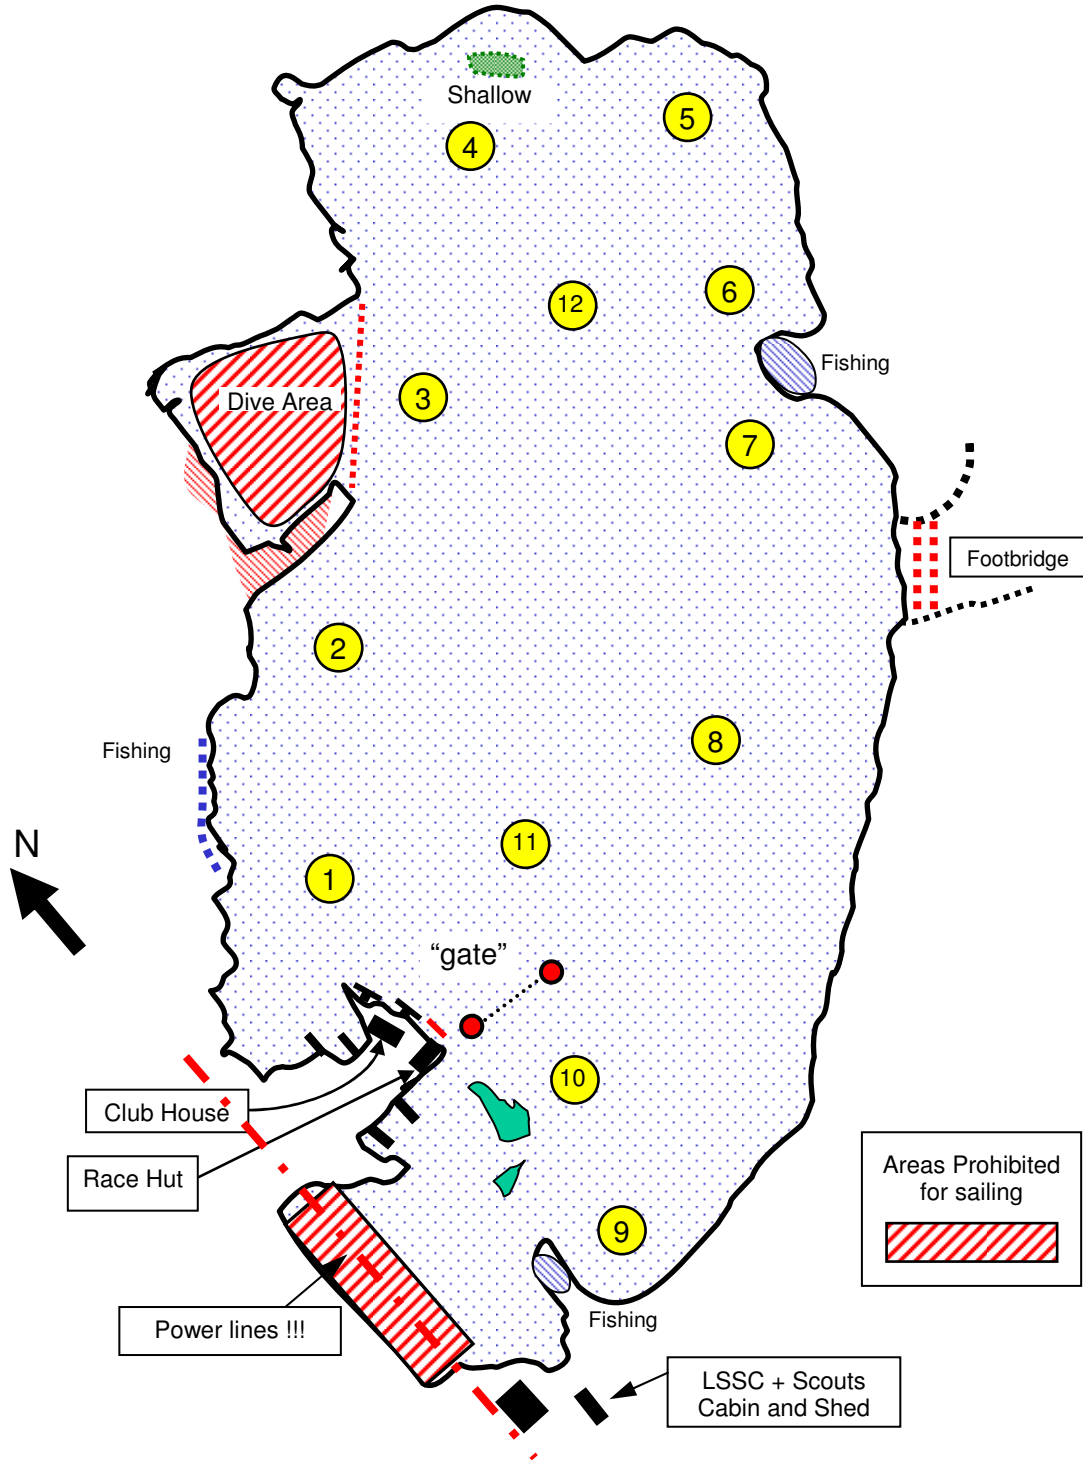 Shallow
5
4
6
12
Fishing
3
Dive Area
7
Footbridge
2
8
Fishing
11
N
1
“gate”
10
Club House
Race Hut
Areas Prohibited
for sailing
9
Fishing
Power lines !!!
LSSC + Scouts
Cabin and Shed